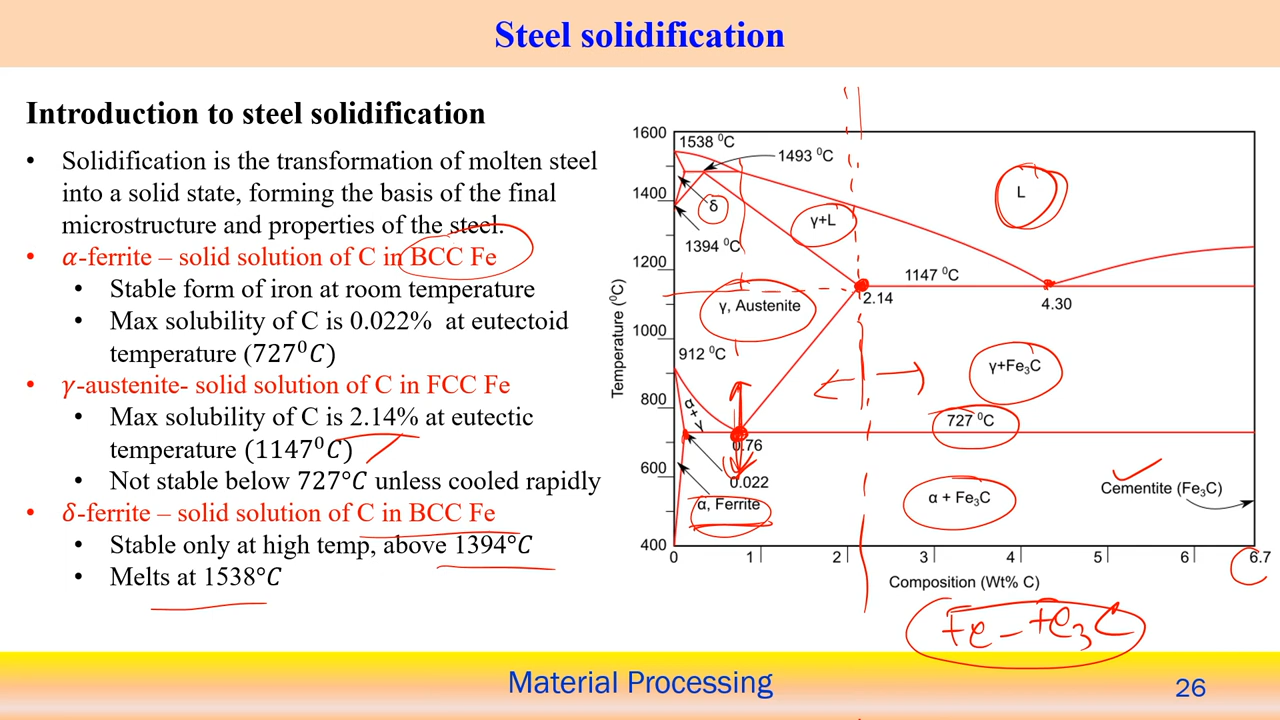 Steel solidification
Introduction to steel solidification
• Solidification is the transformation of molten steel
into a solid state, forming the basis of the final
microstructure and properties of the steel.
• α-ferrite – solid solution of C in BCC Fe
• Stable form of iron at room temperature
• Max solubility of C is 0.022% at eutectoid
temperature (727⁰C)
• γ-austenite- solid solution of C in FCC Fe
• Max solubility of C is 2.14% at eutectic
temperature (1147⁰C)
• Not stable below 727°C unless cooled rapidly
• δ-ferrite – solid solution of C in BCC Fe
• Stable only at high temp, above 1394°C
• Melts at 1538°C
Temperature (⁰C)
1600
1400
1200
1000
800
600
400
1538 ⁰C
1493 ⁰C
L
δ
γ+L
1394 ⁰C
1147 ⁰C
2.14
4.30
γ, Austenite
912 ⁰C
γ+Fe₃C
α+γ
727 ⁰C
0.76
0.022
α, Ferrite
α + Fe₃C
Cementite (Fe₃C)
0 1 2 3 4 5 6 6.7
Composition (Wt% C)
C
Fe – Fe₃C
Material Processing
26